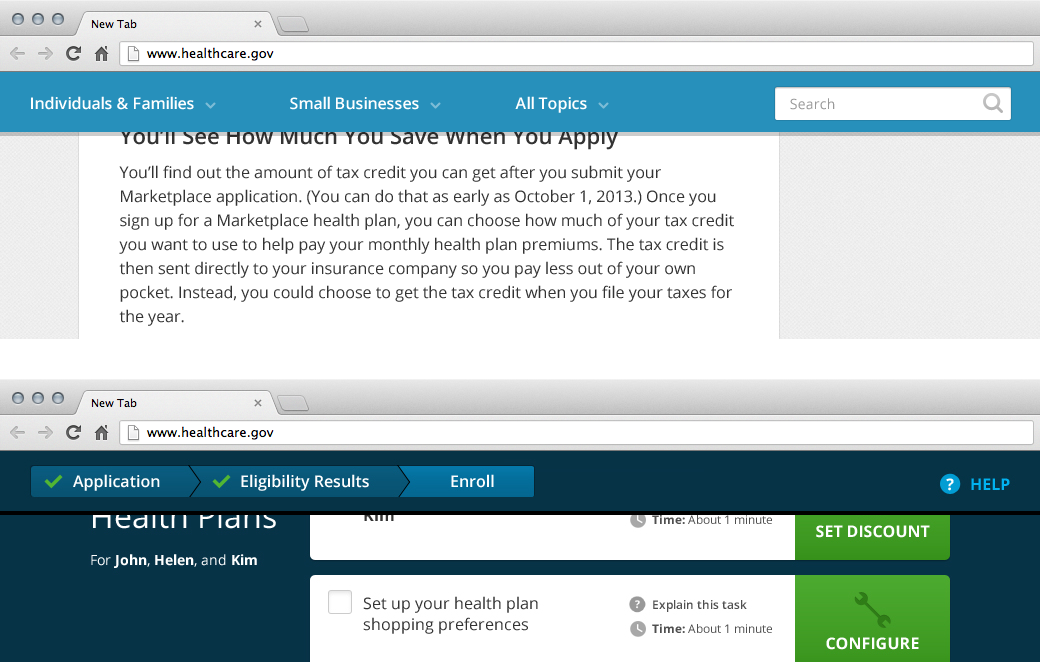 New Tab
www.healthcare.gov
Individuals & Families
Small Businesses
All Topics
Search
You'll See How Much You Save When You Apply
You'll find out the amount of tax credit you can get after you submit your
Marketplace application. (You can do that as early as October 1, 2013.) Once you
sign up for a Marketplace health plan, you can choose how much of your tax credit
you want to use to help pay your monthly health plan premiums. The tax credit is
then sent directly to your insurance company so you pay less out of your own
pocket. Instead, you could choose to get the tax credit when you file your taxes for
the year.
New Tab
www.healthcare.gov
Application
Eligibility Results
Enroll
? HELP
Health Plans
For John, Helen, and Kim
Kim
Time: About 1 minute
SET DISCOUNT
Set up your health plan
shopping preferences
? Explain this task
Time: About 1 minute
CONFIGURE